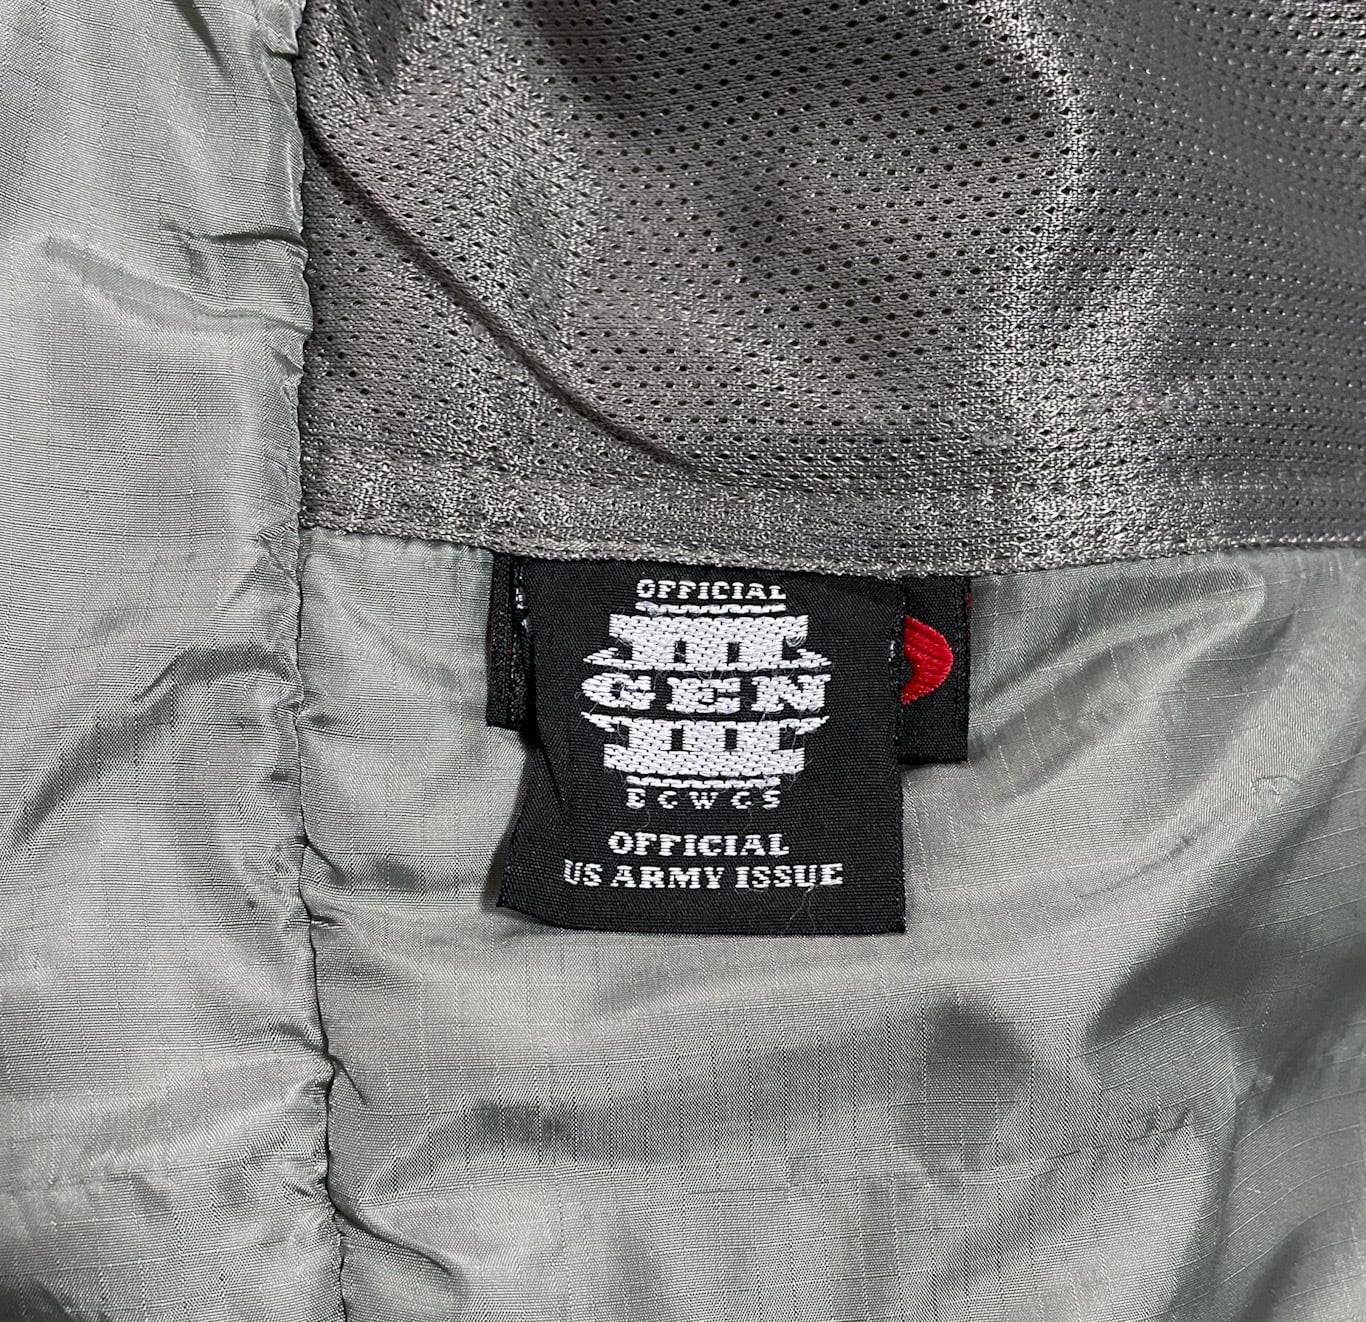 OFFICIAL
III
GEN
III
ECWCS
OFFICIAL
US ARMY ISSUE